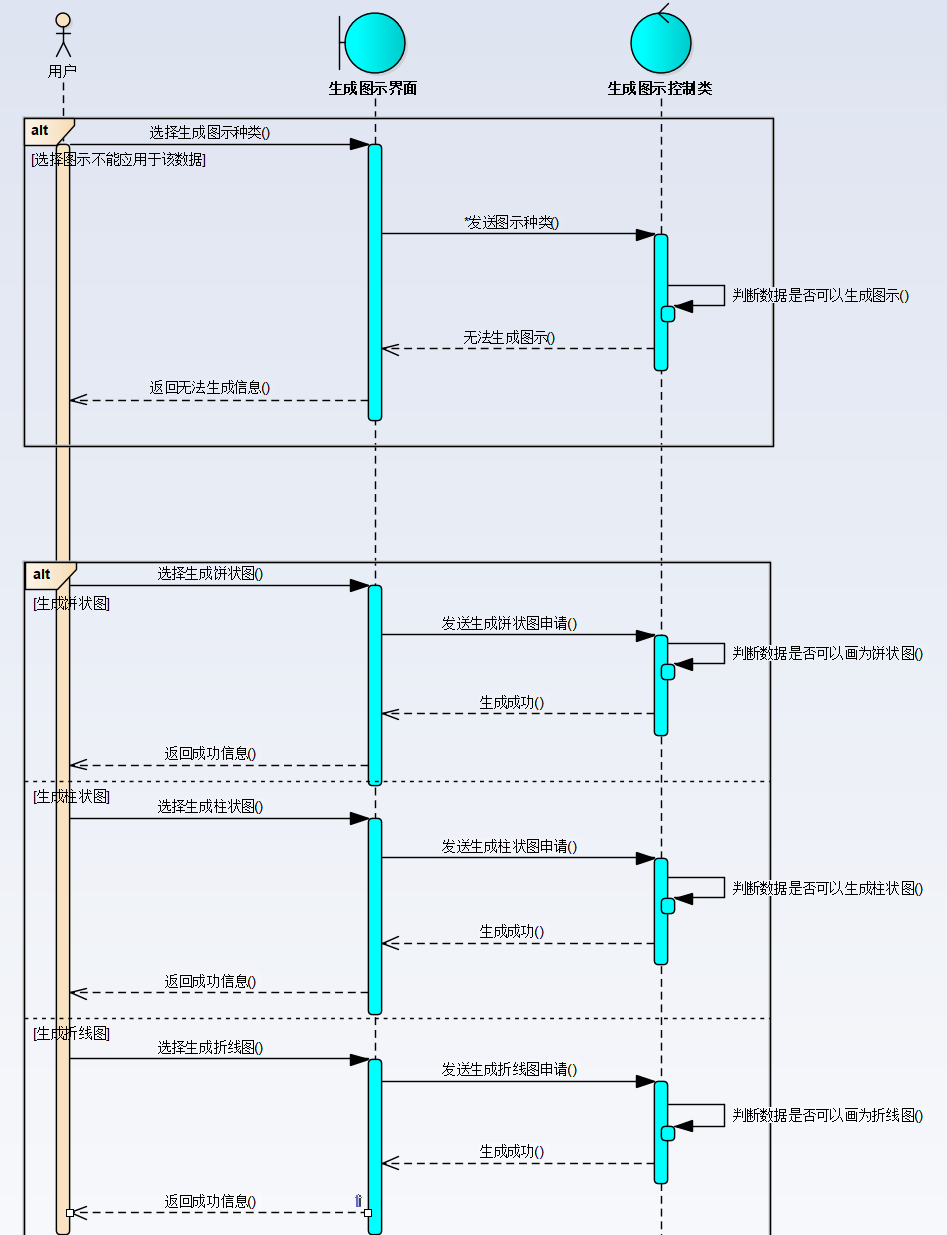 用户
生成图示界面
生成图示控制类
alt
选择生成图示种类()
[选择图示不能应用于该数据]
*发送图示种类()
判断数据是否可以生成图示()
无法生成图示()
返回无法生成信息()
alt
选择生成饼状图()
[生成饼状图]
发送生成饼状图申请()
判断数据是否可以画为饼状图()
生成成功()
返回成功信息()
[生成柱状图]
选择生成柱状图()
发送生成柱状图申请()
判断数据是否可以生成柱状图()
生成成功()
返回成功信息()
[生成折线图]
选择生成折线图()
发送生成折线图申请()
判断数据是否可以画为折线图()
生成成功()
返回成功信息()